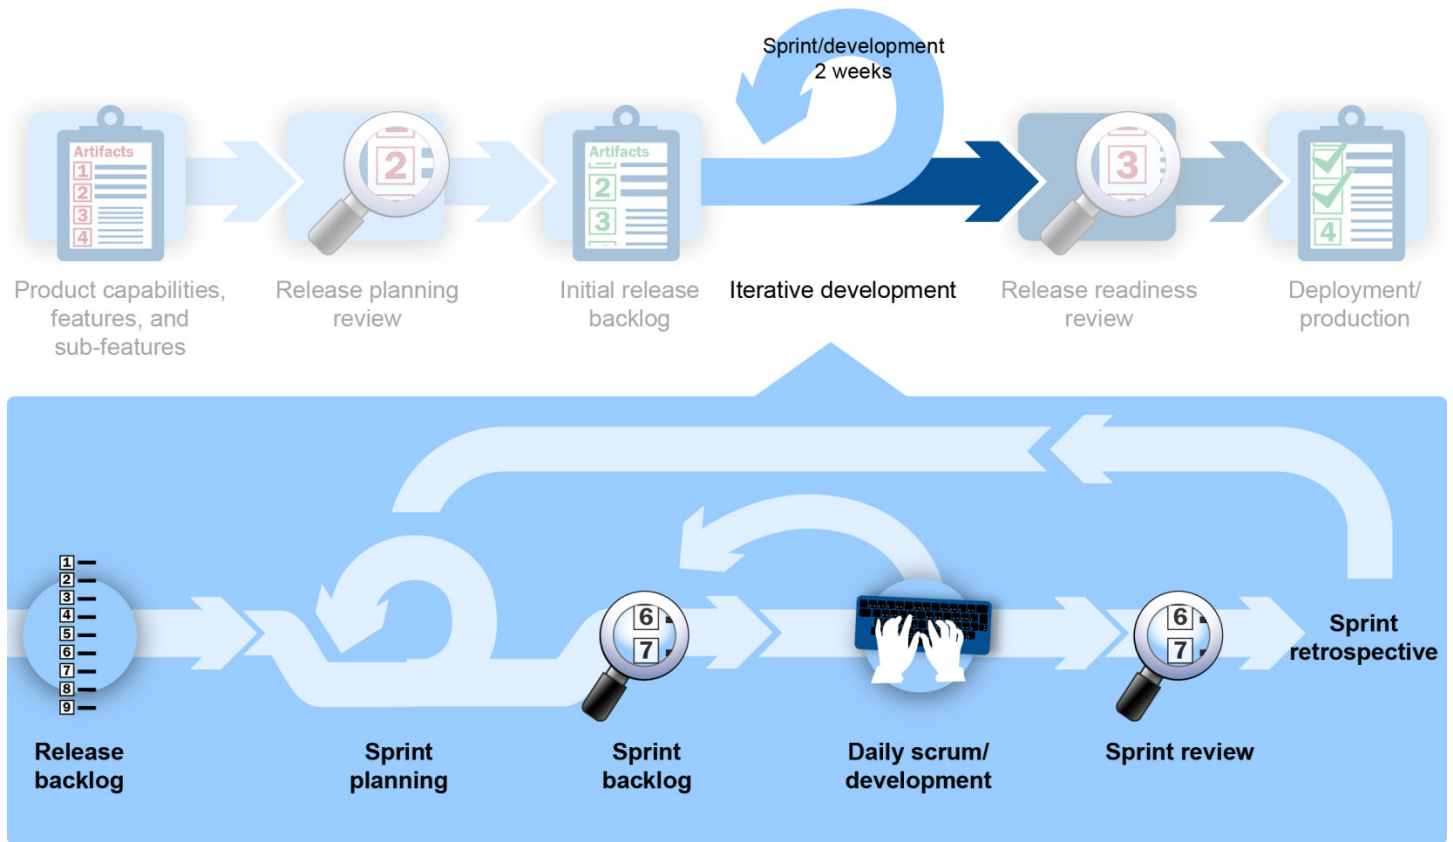 Sprint/development
2 weeks
Artifacts
1
2
3
4
2
Artifacts
2
3
3
4
Product capabilities,
features, and
sub-features
Release planning
review
Initial release
backlog
Iterative development
Release readiness
review
Deployment/
production
1
2
3
4
5
6
7
8
9
6
7
6
7
Sprint
retrospective
Release
backlog
Sprint
planning
Sprint
backlog
Daily scrum/
development
Sprint review